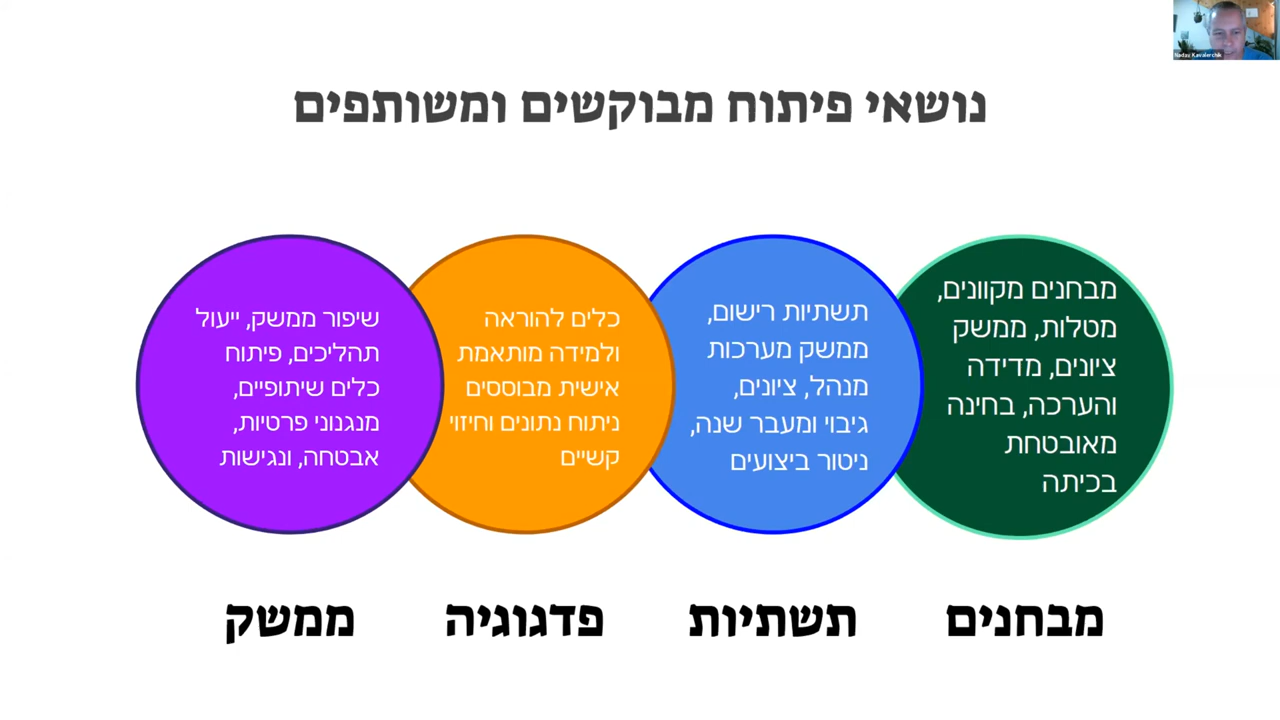 נושאי פיתוח מבוקשים ומשותפים
מבחנים מקוונים,
מטלות, ממשק
ציונים, מדידה
והערכה, בחינה
מאובטחת
בכיתה
תשתיות רישום,
ממשק מערכות
מנהל, ציונים,
גיבוי ומעבר שנה,
ניטור ביצועים
כלים להוראה
ולמידה מותאמת
אישית מבוססים
ניתוח נתונים וחיזוי
קשיים
שיפור ממשק, ייעול
תהליכים, פיתוח
כלים שיתופיים,
מנגנוני פרטיות,
אבטחה, ונגישות
מבחנים
תשתיות
פדגוגיה
ממשק
Nadav Kavalerchik